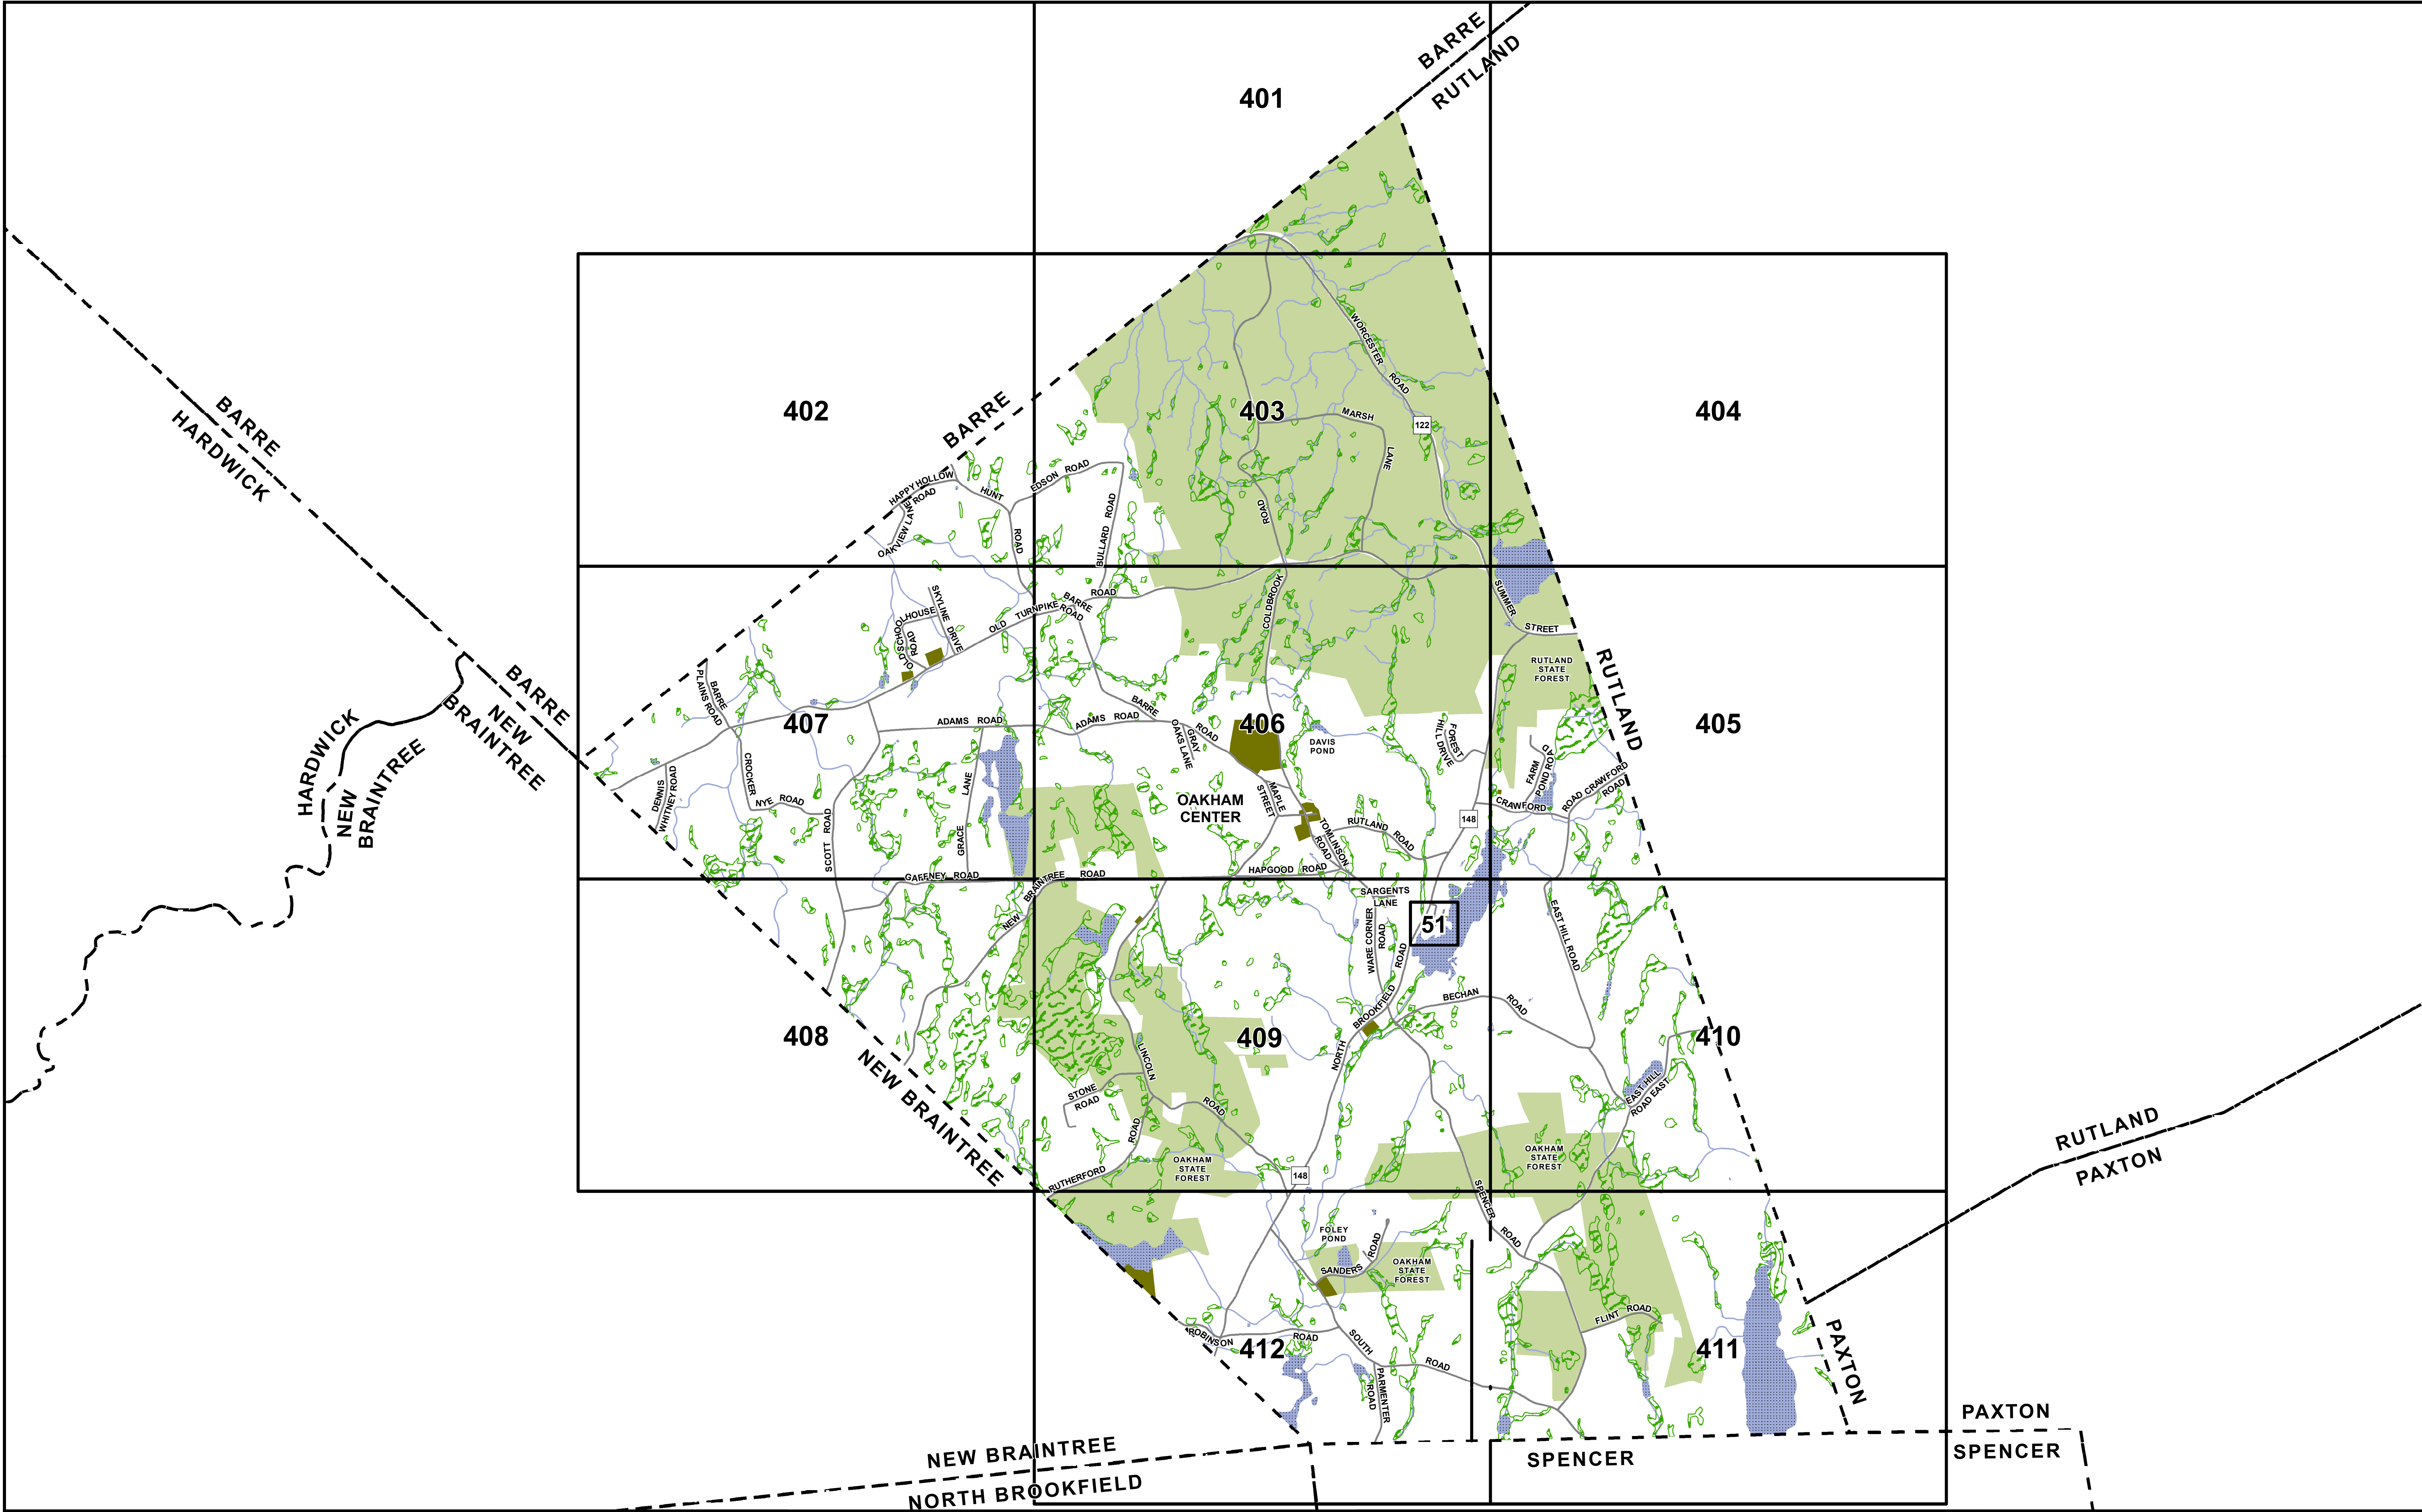 BARRE
RUTLAND
401
402
403
404
BARRE
HARDWICK
BARRE
WORCESTER
ROAD
MARSH
LANE
122
HAPPY HOLLOW
ROAD
HUNT
ROAD
EDSON ROAD
OAKVIEW LANE
BULLARD ROAD
ROAD
COLDBROOK
SUMMER
STREET
RUTLAND
STATE
FOREST
RUTLAND
SKYLINE DRIVE
OLD SCHOOLHOUSE
ROAD
OLD TURNPIKE
ROAD
BARRE
ROAD
BARRE
PLAINS ROAD
BARRE
NEW
BRAINTREE
HARDWICK
NEW
BRAINTREE
407
406
405
ADAMS ROAD
ADAMS ROAD
BARRE
ROAD
GRAY
OAKS LANE
DAVIS
POND
FOREST
HILL DRIVE
FARM
POND ROAD
CRAWFORD
ROAD
CRAWFORD
ROAD
CROCKER
NYE ROAD
DENNIS
WHITNEY ROAD
SCOTT ROAD
GRACE LANE
OAKHAM
CENTER
MAPLE
STREET
TOMLINSON
ROAD
RUTLAND ROAD
148
GAFFNEY ROAD
NEW BRAINTREE ROAD
HAPGOOD ROAD
SARGENTS
LANE
51
WARE CORNER
ROAD
EAST HILL ROAD
NORTH BROOKFIELD ROAD
BECHAN ROAD
408
409
410
NEW BRAINTREE
LINCOLN
ROAD
STONE
ROAD
EAST HILL
ROAD EAST
RUTHERFORD
ROAD
OAKHAM
STATE
FOREST
148
OAKHAM
STATE
FOREST
RUTLAND
PAXTON
SPENCER
ROAD
FOLEY
POND
SANDERS
ROAD
OAKHAM
STATE
FOREST
FLINT ROAD
ROBINSON
ROAD
412
SOUTH
ROAD
PARMENTER
ROAD
411
PAXTON
NEW BRAINTREE
NORTH BROOKFIELD
SPENCER
PAXTON
SPENCER